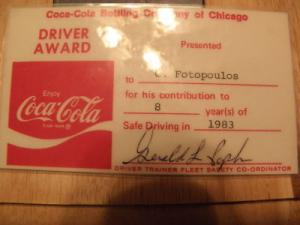 Coca-Cola Bottling Company of Chicago
DRIVER
AWARD
Presented
to Fotopoulos
for his contribution to
8 year(s) of
Safe Driving in 1983
Enjoy
Coca-Cola
Gerald L
DRIVER TRAINER FLEET SAFETY CO-ORDINATOR